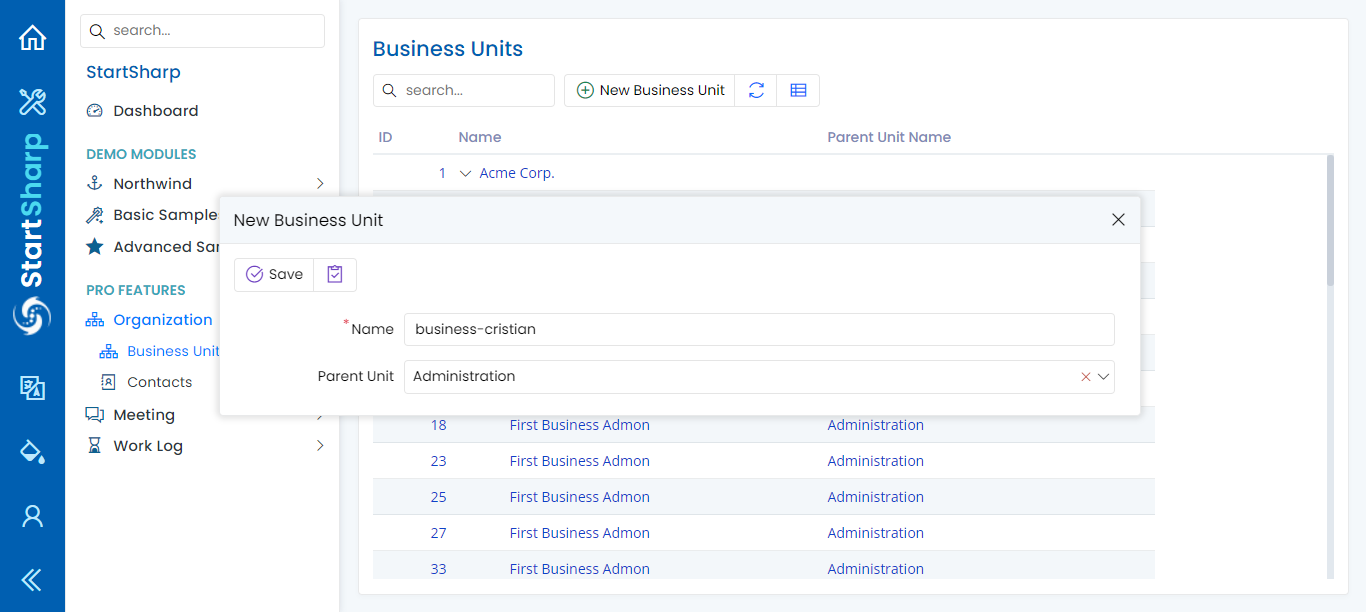 StartSharp
search...
StartSharp
Dashboard
DEMO MODULES
Northwind
Basic Sample
Advanced Sa
PRO FEATURES
Organization
Business Unit
Contacts
Meeting
Work Log
Business Units
search...
New Business Unit
ID Name Parent Unit Name
1 Acme Corp.
New Business Unit
Save
*Name business-cristian
Parent Unit Administration
18 First Business Admon Administration
23 First Business Admon Administration
25 First Business Admon Administration
27 First Business Admon Administration
33 First Business Admon Administration